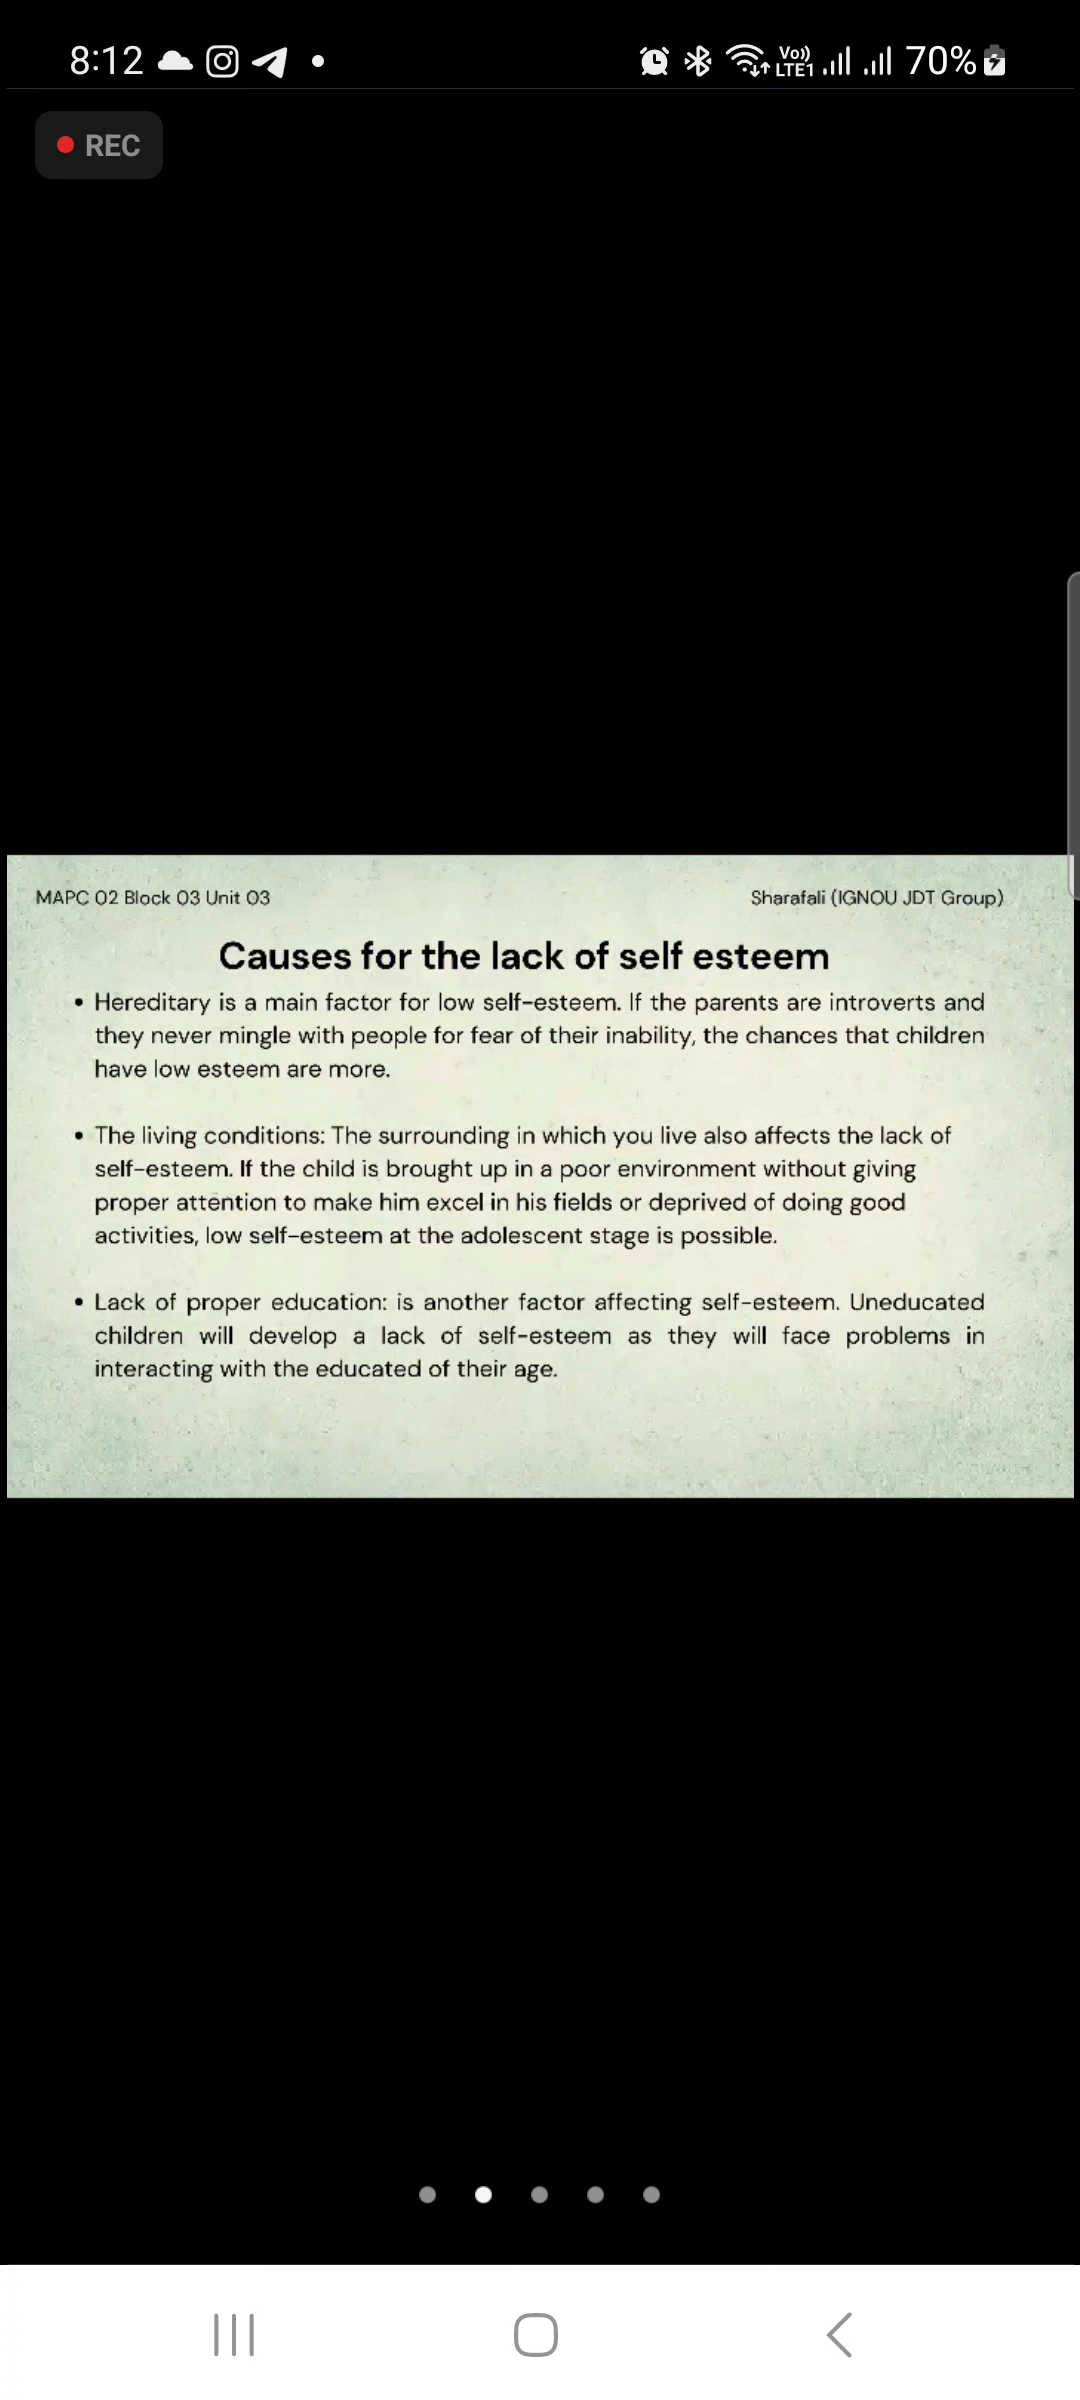 8:12
Vo))
LTE1
70%
REC
MAPC 02 Block 03 Unit 03
Sharafali (IGNOU JDT Group)
Causes for the lack of self esteem
• Hereditary is a main factor for low self-esteem. If the parents are introverts and
they never mingle with people for fear of their inability, the chances that children
have low esteem are more.
• The living conditions: The surrounding in which you live also affects the lack of
self-esteem. If the child is brought up in a poor environment without giving
proper attention to make him excel in his fields or deprived of doing good
activities, low self-esteem at the adolescent stage is possible.
• Lack of proper education: is another factor affecting self-esteem. Uneducated
children will develop a lack of self-esteem as they will face problems in
interacting with the educated of their age.